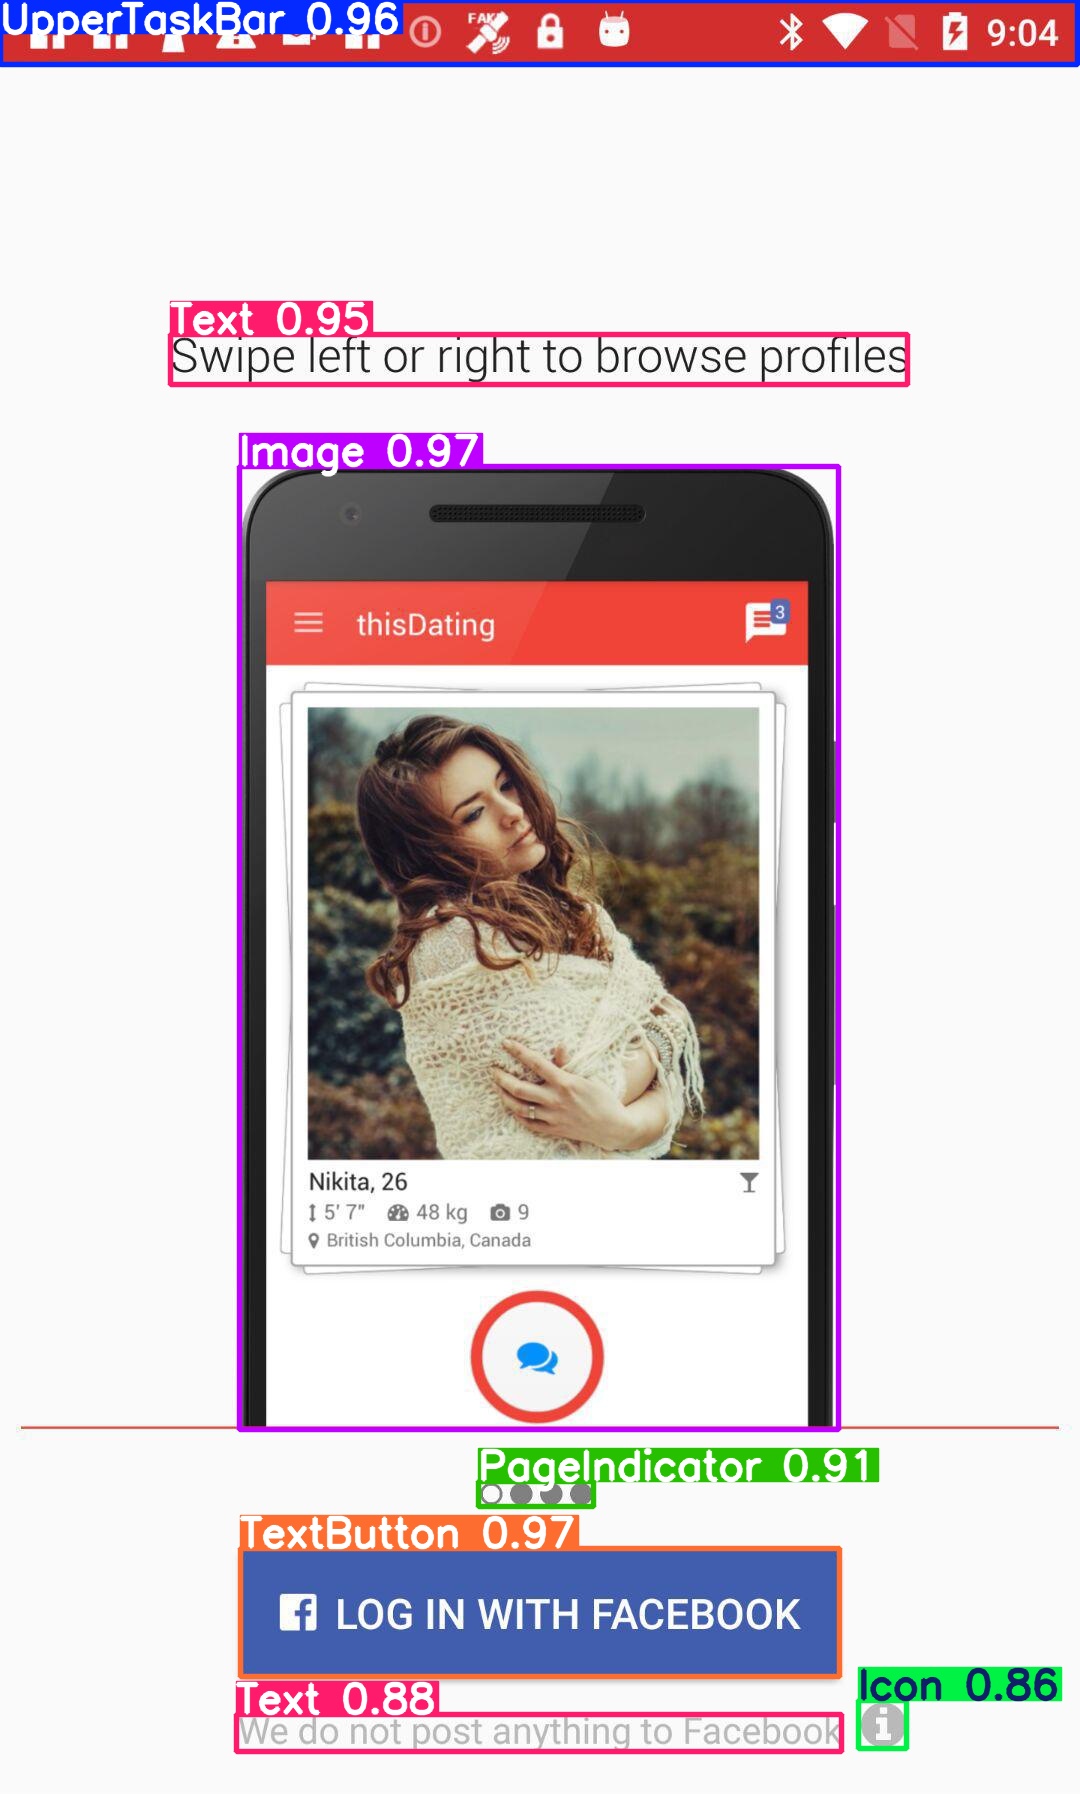 UpperTaskBar 0.96
FAKE
9:04
Text 0.95
Swipe left or right to browse profiles
Image 0.97
thisDating
3
Nikita, 26
5' 7" 48 kg 9
British Columbia, Canada
PageIndicator 0.91
TextButton 0.97
LOG IN WITH FACEBOOK
Text 0.88
Icon 0.86
We do not post anything to Facebook